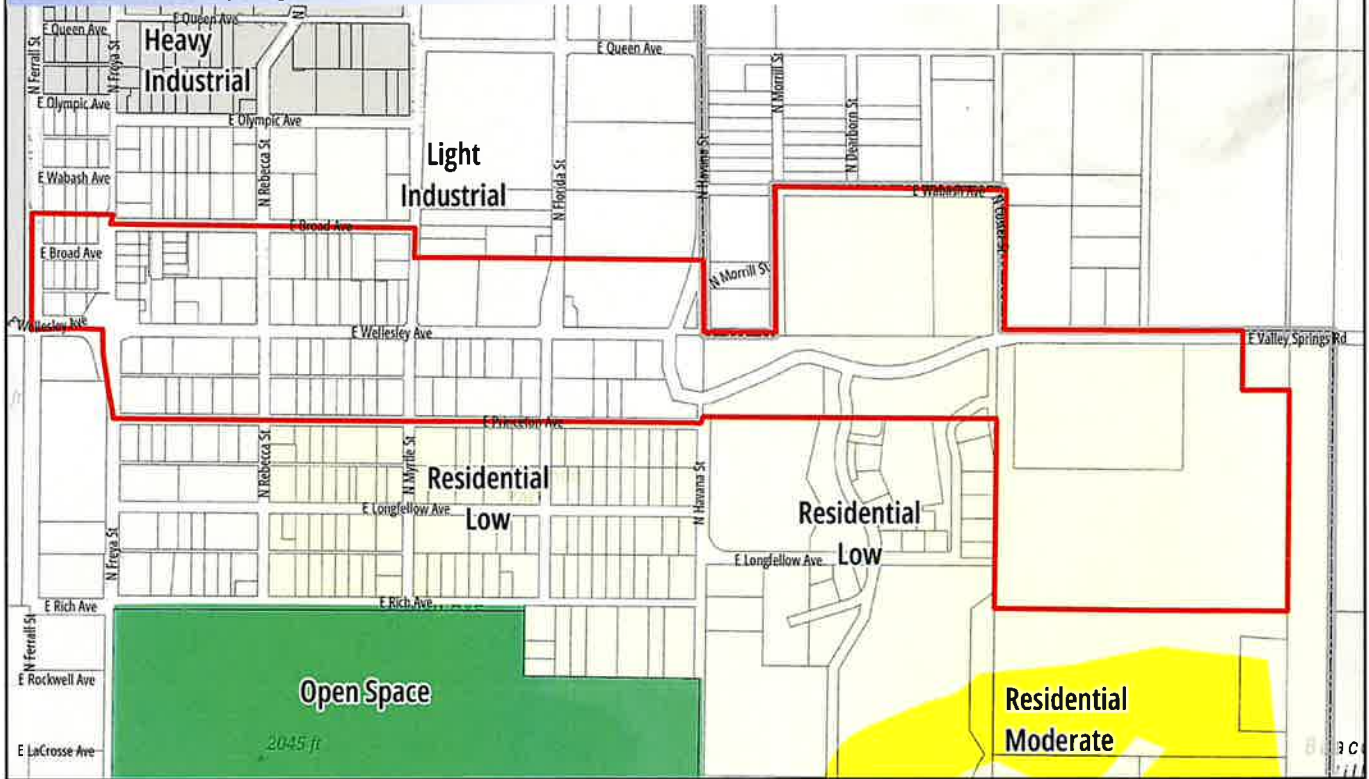 E Queen Ave
E Queen Ave
N
E Queen Ave
N Ferrall St
N Freya St
Heavy
Industrial
N Morrill St
E Olympic Ave
E Olympic Ave
N Rebecca St
Light
Industrial
N Florida St
N Havana St
N Dearborn St
E Wabash Ave
E Wabash Ave
E Broad Ave
E Broad Ave
N Morrill St
E Wellesley Ave
E Wellesley Ave
E Valley Springs Rd
ft
E Princeton Ave
N Rebecca St
N Myrtle St
Residential
Low
N Havana St
Residential
Low
E Longfellow Ave
E Longfellow Ave
N Freya St
E Rich Ave
E Rich Ave
N Ferrall St
E Rockwell Ave
Open Space
Residential
Moderate
2045 ft
E LaCrosse Ave